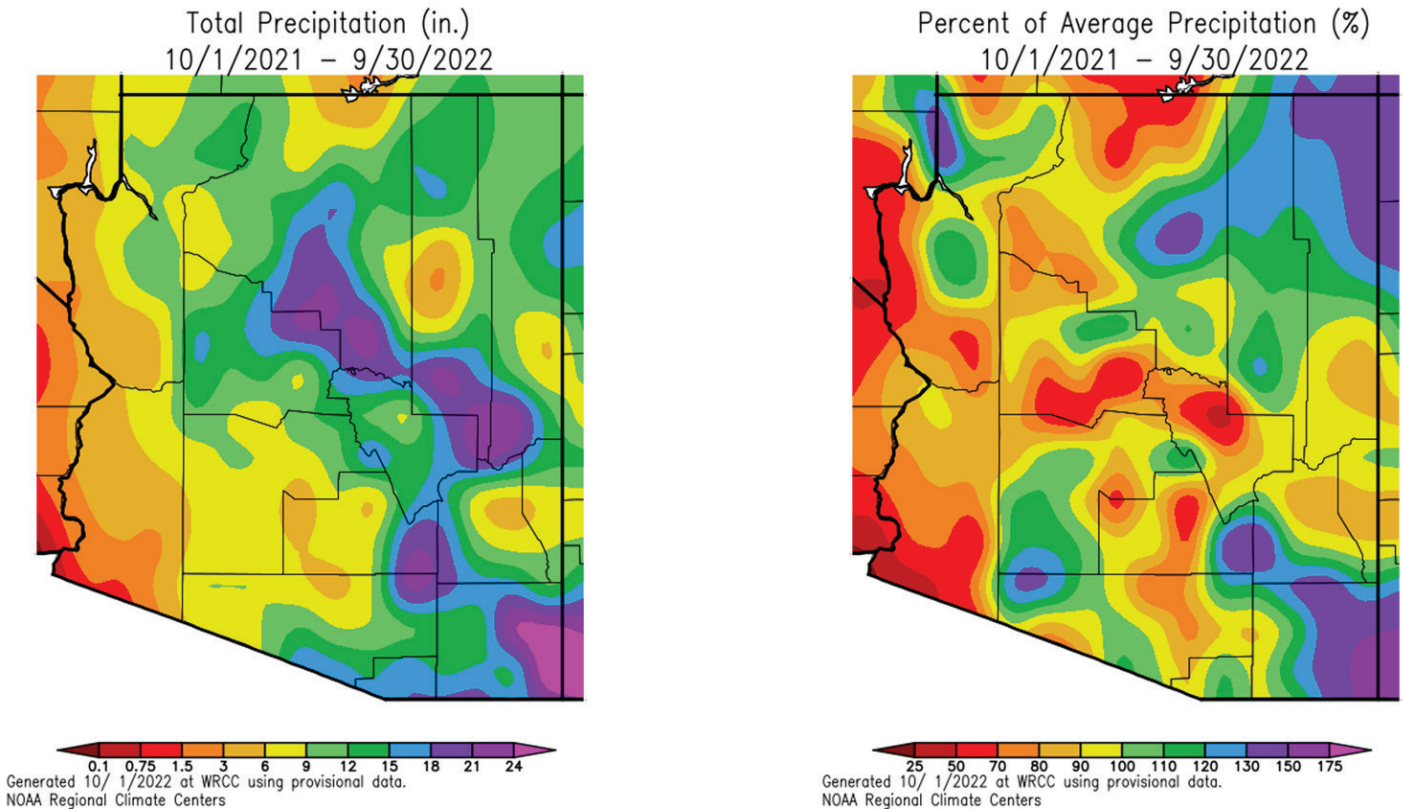 Total Precipitation (in.)
10/1/2021 – 9/30/2022
0.1 0.75 1.5 3 6 9 12 15 18 21 24
Generated 10/ 1/2022 at WRCC using provisional data.
NOAA Regional Climate Centers
Percent of Average Precipitation (%)
10/1/2021 – 9/30/2022
25 50 70 80 90 100 110 120 130 150 175
Generated 10/ 1/2022 at WRCC using provisional data.
NOAA Regional Climate Centers